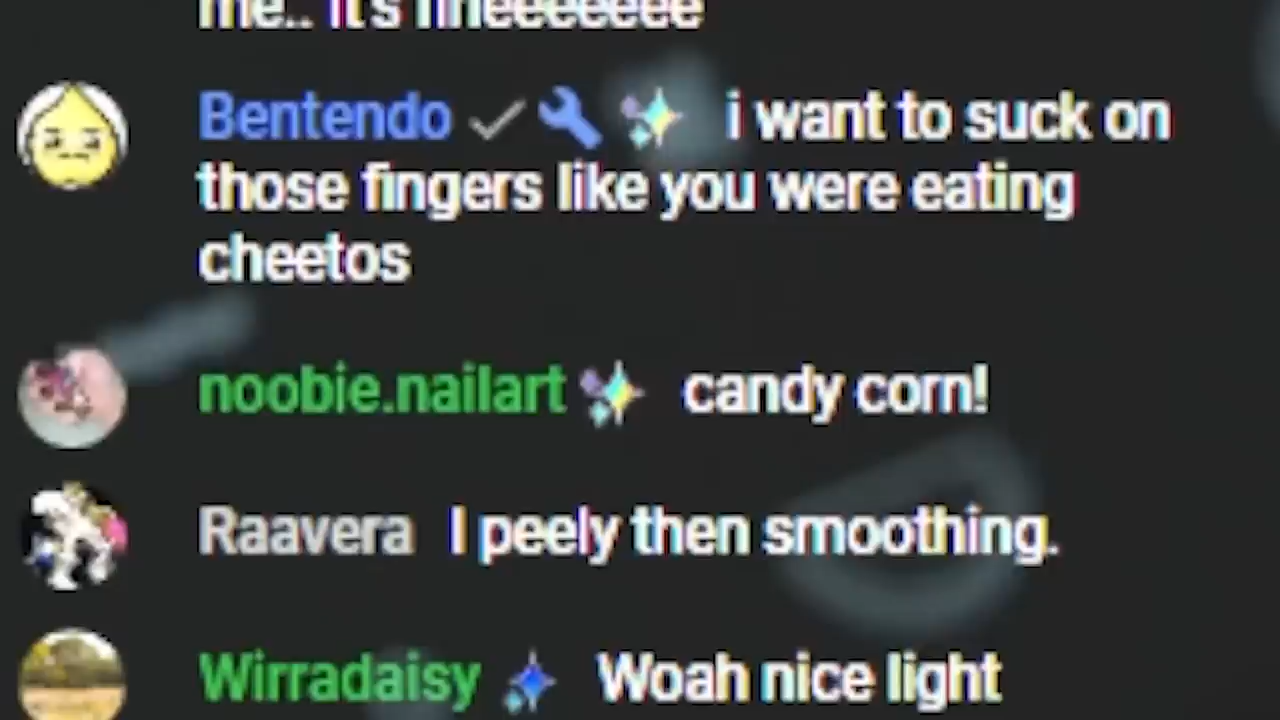 me.. it's fineeeeeee
Bentendo i want to suck on
those fingers like you were eating
cheetos
noobie.nailart candy corn!
Raavera I peely then smoothing.
Wirradaisy Woah nice light